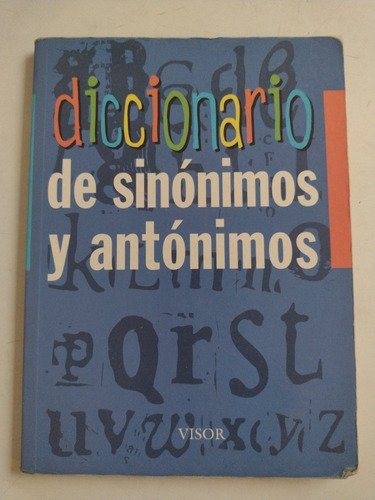 diccionario
de sinónimos
y antónimos
P Q r S t
u v w x y z
VISOR